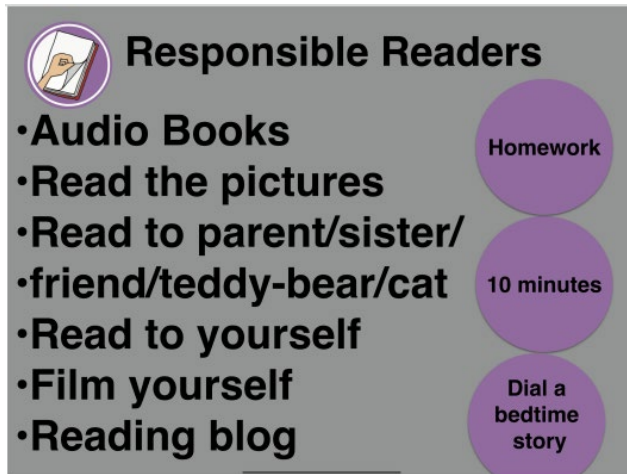 Responsible Readers
•Audio Books
•Read the pictures
•Read to parent/sister/
•friend/teddy-bear/cat
•Read to yourself
•Film yourself
•Reading blog
Homework
10 minutes
Dial a
bedtime
story